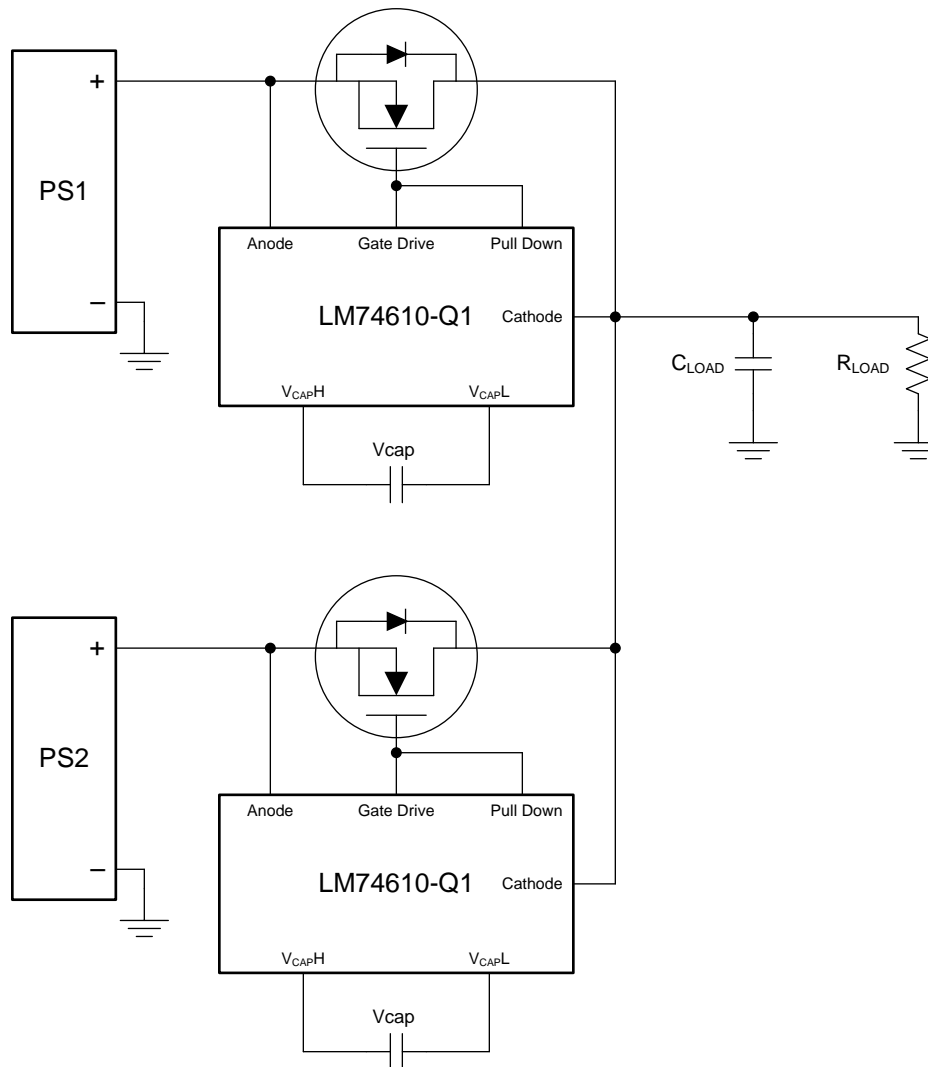 +
PS1
−
Anode Gate Drive Pull Down
LM74610-Q1
Cathode
VCAPH VCAPL
Vcap
CLOAD
RLOAD
+
PS2
−
Anode Gate Drive Pull Down
LM74610-Q1
Cathode
VCAPH VCAPL
Vcap